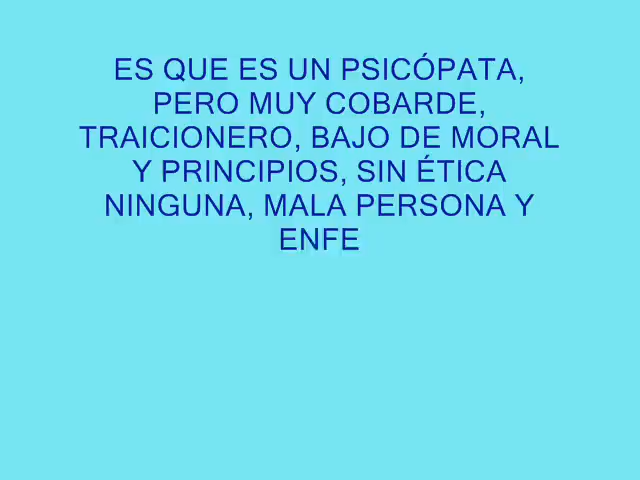 ES QUE ES UN PSICÓPATA,
PERO MUY COBARDE,
TRAICIONERO, BAJO DE MORAL
Y PRINCIPIOS, SIN ÉTICA
NINGUNA, MALA PERSONA Y
ENFE